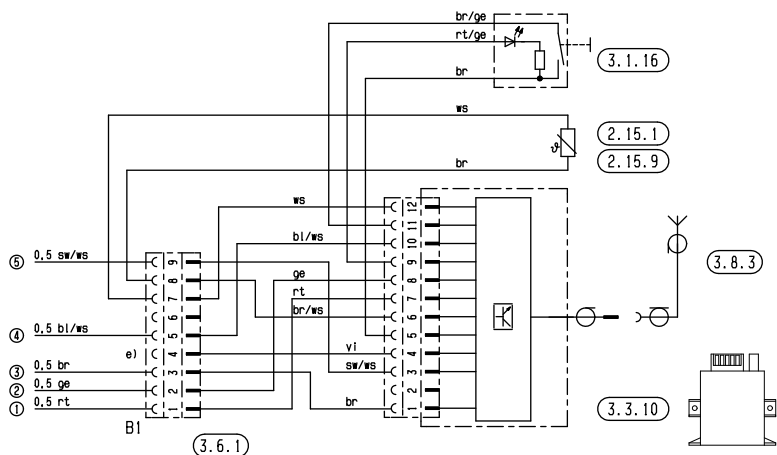 br/ge
rt/ge
br
3.1.16
ws
2.15.1
ϑ
2.15.9
br
ws
bl/ws
ge
rt
br/ws
vi
sw/ws
br
12
11
10
9
8
7
6
5
4
3
2
1
3.8.3
3.3.10
5 0.5 sw/ws
4 0.5 bl/ws
e)
3 0.5 br
2 0.5 ge
1 0.5 rt
9
8
7
6
5
4
3
2
1
B1
3.6.1